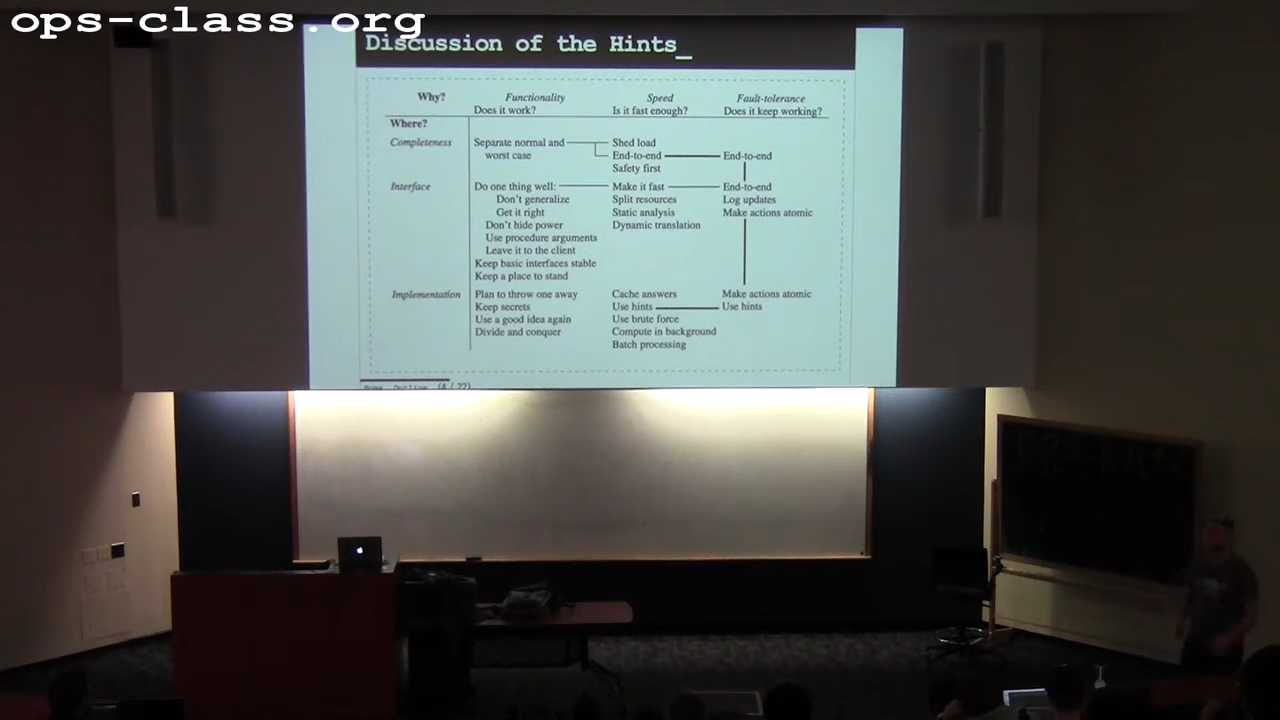 ops-class.org
Discussion of the Hints_
Why? Functionality Speed Fault-tolerance
Does it work? Is it fast enough? Does it keep working?
Where?
Completeness Separate normal and Shed load
worst case End-to-end End-to-end
Safety first
Interface Do one thing well: Make it fast End-to-end
Don't generalize Split resources Log updates
Get it right Static analysis Make actions atomic
Don't hide power Dynamic translation
Use procedure arguments
Leave it to the client
Keep basic interfaces stable
Keep a place to stand
Implementation Plan to throw one away Cache answers Make actions atomic
Keep secrets Use hints Use hints
Use a good idea again Use brute force
Divide and conquer Compute in background
Batch processing